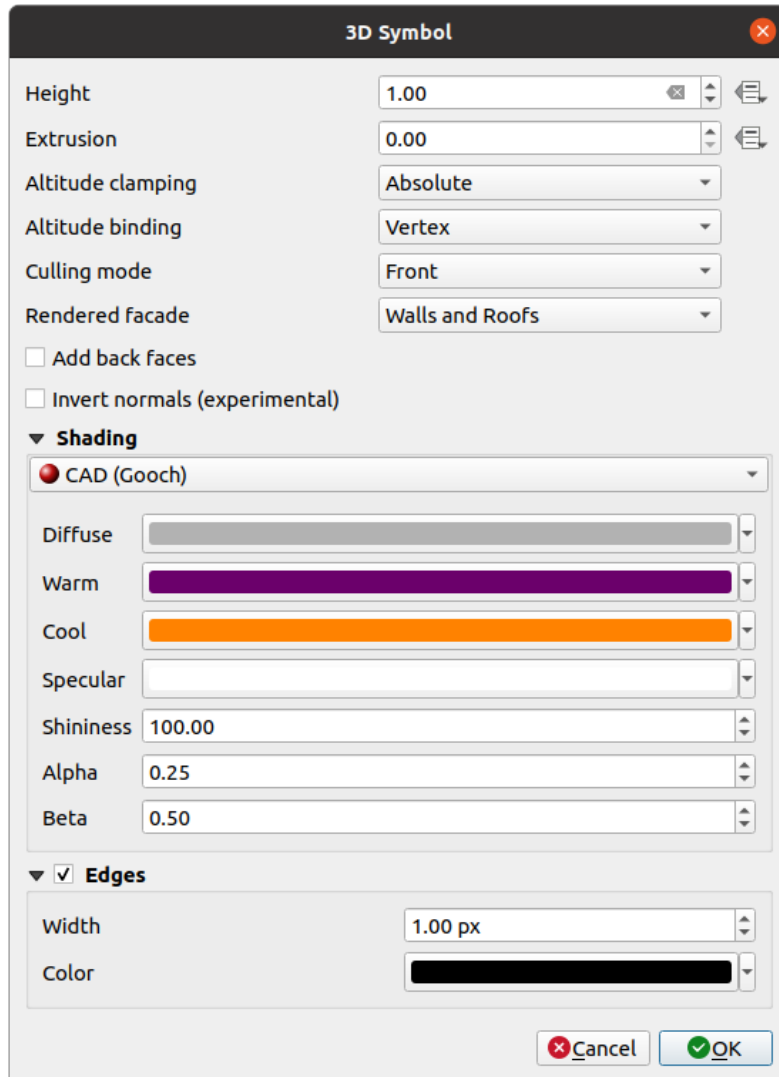 3D Symbol
Height 1.00
Extrusion 0.00
Altitude clamping Absolute
Altitude binding Vertex
Culling mode Front
Rendered facade Walls and Roofs
Add back faces
Invert normals (experimental)
Shading
CAD (Gooch)
Diffuse
Warm
Cool
Specular
Shininess 100.00
Alpha 0.25
Beta 0.50
Edges
Width 1.00 px
Color
Cancel OK